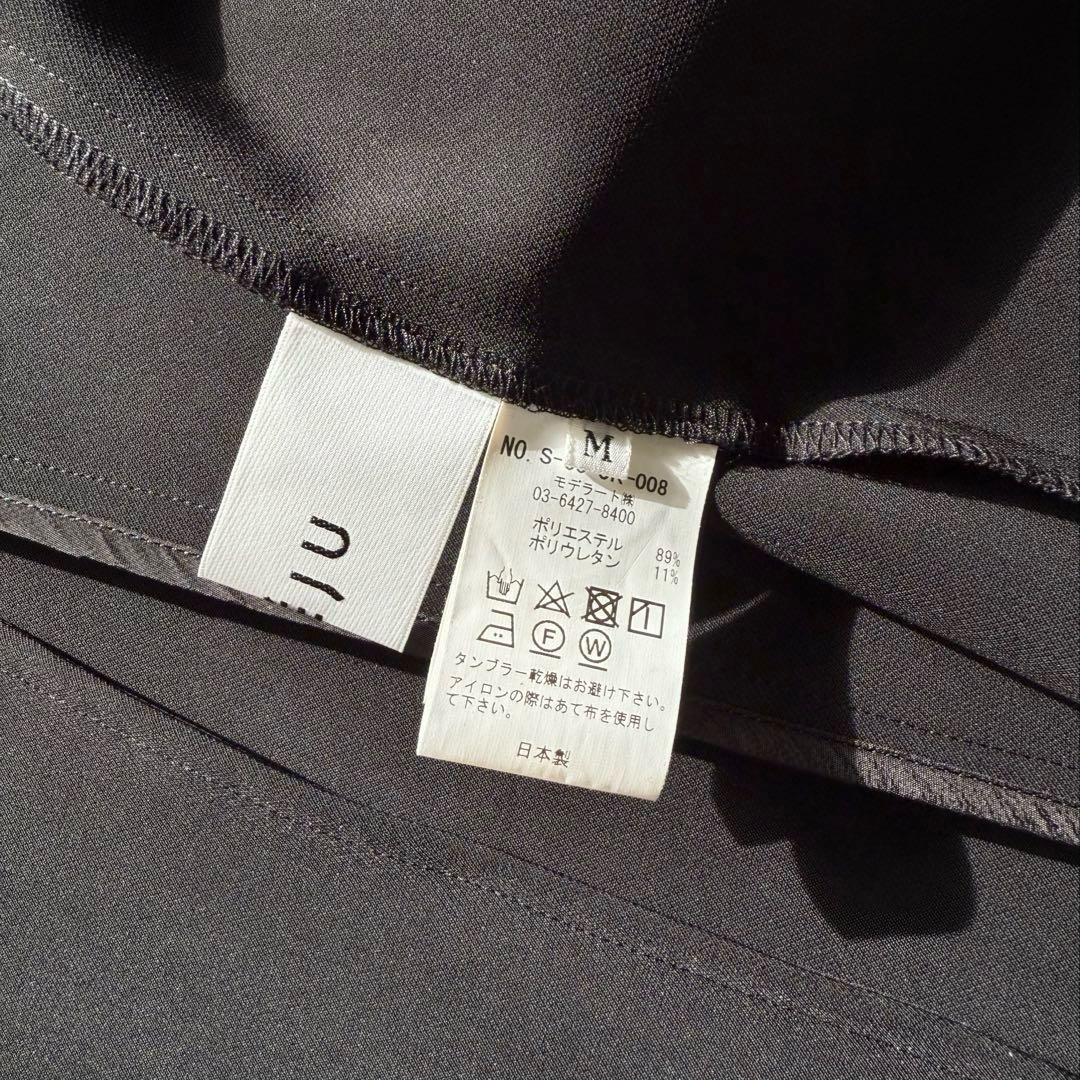 M
NO. S-
-008
モデラート㈱
03-6427-8400
ポリエステル 89%
ポリウレタン 11%
F W
タンブラー乾燥はお避け下さい。
アイロンの際はあて布を使用し
て下さい。
日本製